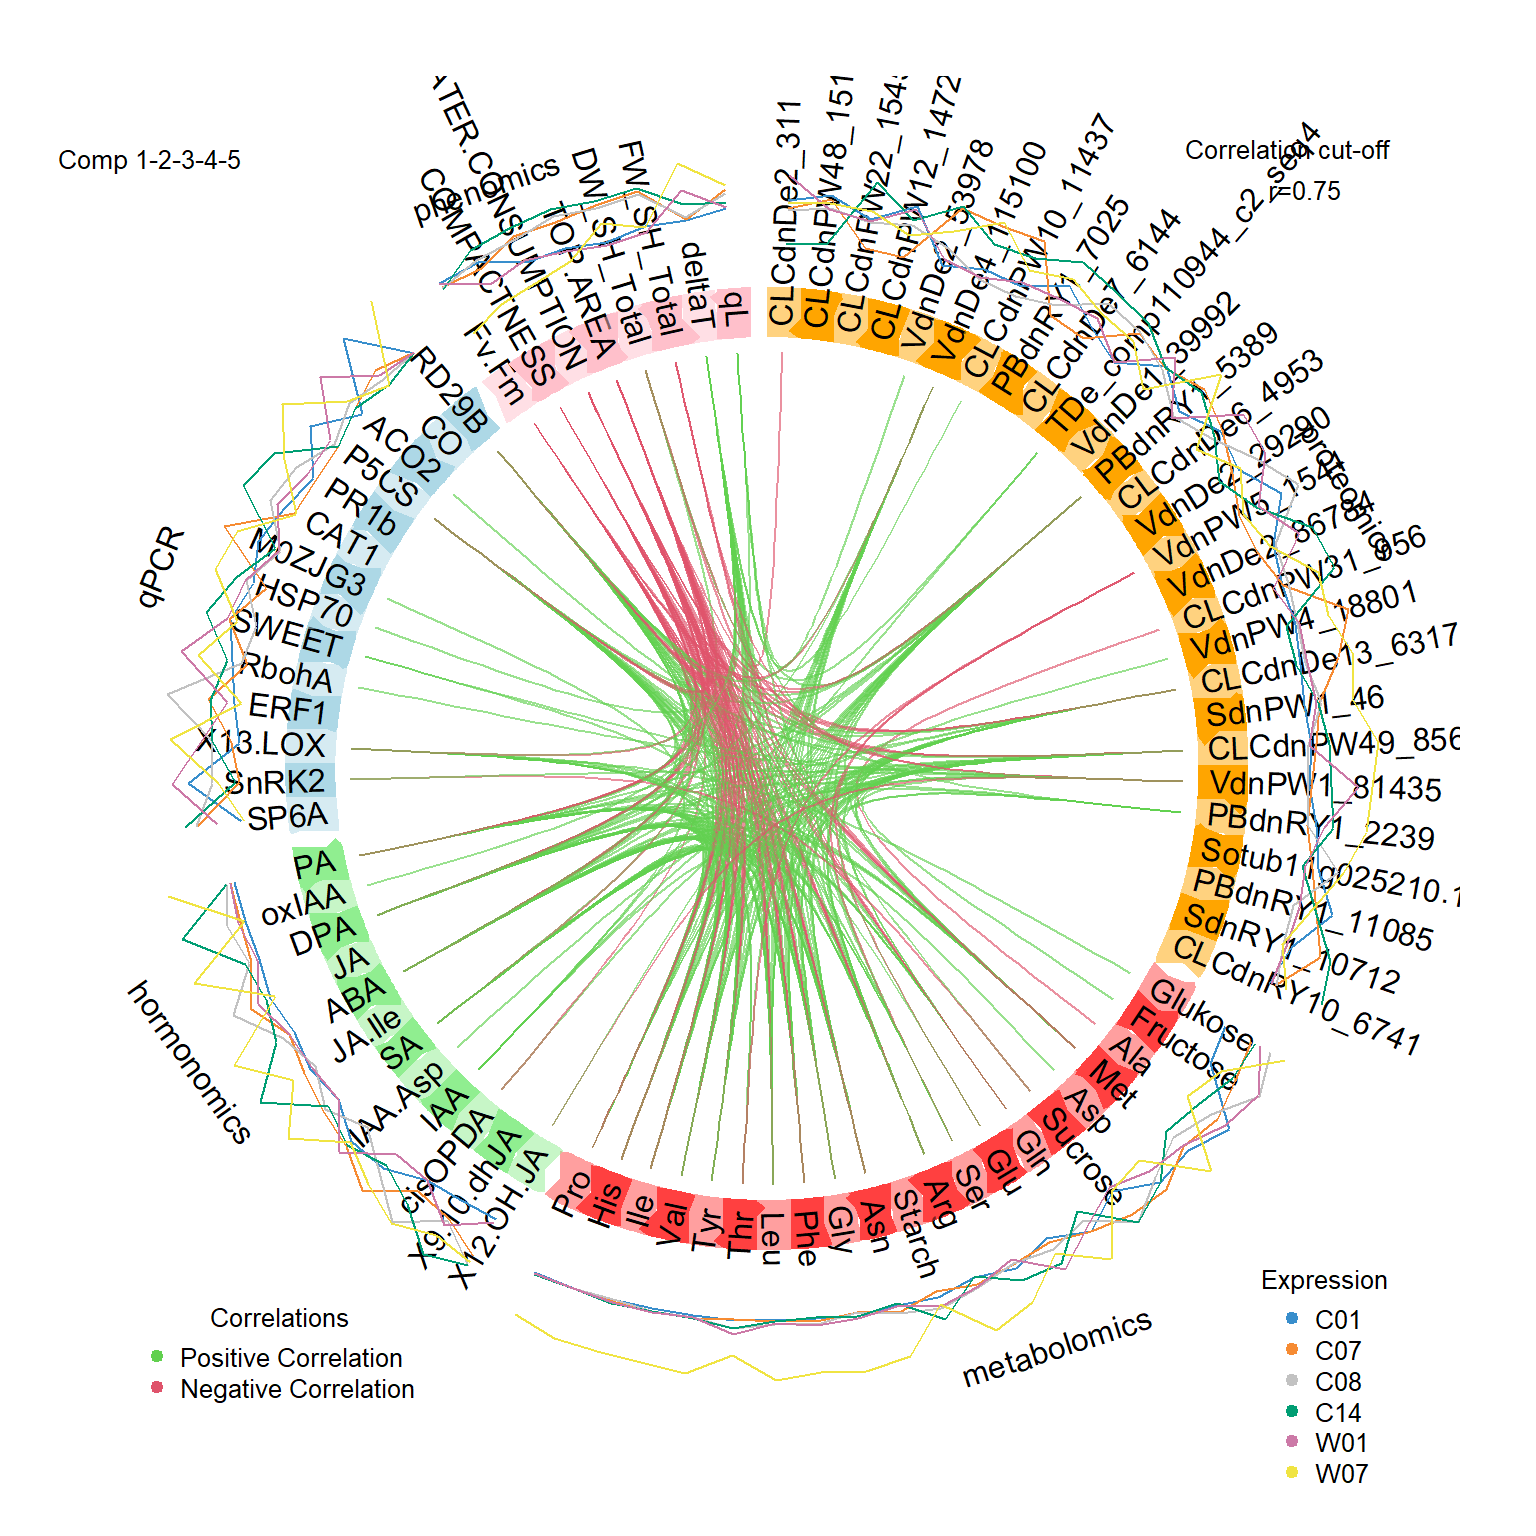 Comp 1-2-3-4-5
Correlation cut-off
r=0.75
phenomics
Fv.Fm
COMPACTNESS
ATER.CONSUMPTION
TOP.AREA
DW_SH_Total
FW_SH_Total
deltaT
qL
proteomics
CLCdnDe2_311
CLCdnPW48_151
CLCdnPW22_154
CLCdnPW12_1472
VdnDe2_53978
VdnDe4_115100
CLCdnPW10_11437
PBdnRY1_7025
CLCdnDe7_6144
TDe_comp110944_c2_seq4
VdnDe1_39992
PBdnRY1_5389
CLCdnDe6_4953
VdnDe2_29290
VdnDe2_86784
CLCdnPW31_956
VdnPW4_18801
CLCdnDe13_6317
SdnPW1_46
CLCdnPW49_856
VdnPW1_81435
PBdnRY1_2239
Sotub11g025210.1
PBdnRY1_11085
SdnRY1_10712
CLCdnRY10_6741
metabolomics
Glukose
Fructose
Ala
Met
Asp
Sucrose
Gln
Glu
Ser
Arg
Starch
Asn
Gly
Phe
Leu
Thr
Tyr
Val
Ile
His
Pro
hormonomics
X12.OH.JA
X9.10.dhJA
cisOPDA
IAA
IAA.Asp
SA
JA.Ile
ABA
JA
DPA
oxIAA
PA
qPCR
SP6A
SnRK2
X13.LOX
ERF1
RbohA
SWEET
HSP70
M0ZJG3
CAT1
PR1b
P5CS
ACO2
CO
RD29B
Correlations
Positive Correlation
Negative Correlation
Expression
C01
C07
C08
C14
W01
W07